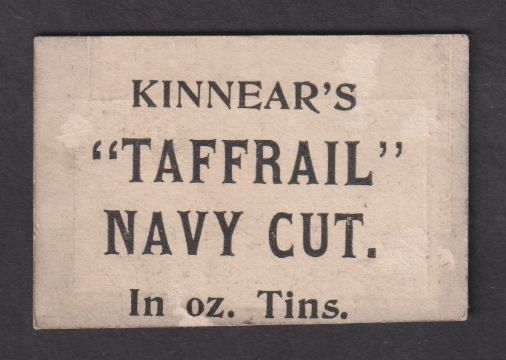 KINNEAR'S
“TAFFRAIL”
NAVY CUT.
In oz. Tins.